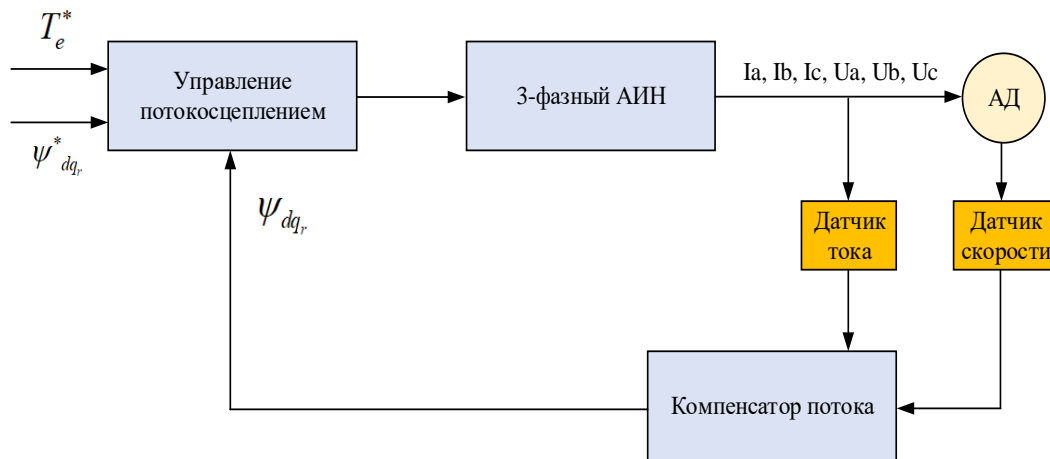 T*e
Управление
потокосцеплением
ψ*dqr
3-фазный АИН
Ia, Ib, Ic, Ua, Ub, Uc
АД
ψdqr
Датчик
тока
Датчик
скорости
Компенсатор потока